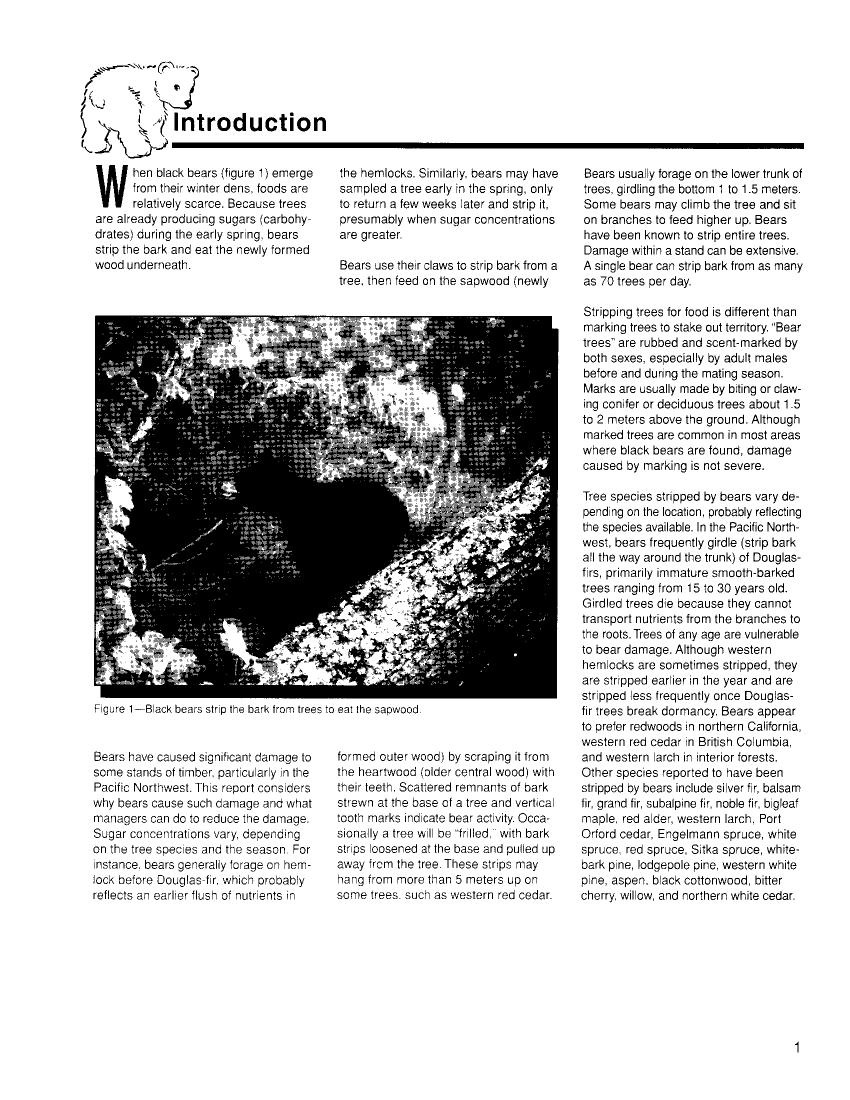 Introduction
When black bears (figure 1) emerge
from their winter dens, foods are
relatively scarce. Because trees
are already producing sugars (carbohy-
drates) during the early spring, bears
strip the bark and eat the newly formed
wood underneath.
Figure 1—Black bears strip the bark from trees to eat the sapwood.
Bears have caused significant damage to
some stands of timber, particularly in the
Pacific Northwest. This report considers
why bears cause such damage and what
managers can do to reduce the damage.
Sugar concentrations vary, depending
on the tree species and the season. For
instance, bears generally forage on hem-
lock before Douglas-fir, which probably
reflects an earlier flush of nutrients in
the hemlocks. Similarly, bears may have
sampled a tree early in the spring, only
to return a few weeks later and strip it,
presumably when sugar concentrations
are greater.
Bears use their claws to strip bark from a
tree, then feed on the sapwood (newly
formed outer wood) by scraping it from
the heartwood (older central wood) with
their teeth. Scattered remnants of bark
strewn at the base of a tree and vertical
tooth marks indicate bear activity. Occa-
sionally a tree will be "frilled," with bark
strips loosened at the base and pulled up
away from the tree. These strips may
hang from more than 5 meters up on
some trees, such as western red cedar.
Bears usually forage on the lower trunk of
trees, girdling the bottom 1 to 1.5 meters.
Some bears may climb the tree and sit
on branches to feed higher up. Bears
have been known to strip entire trees.
Damage within a stand can be extensive.
A single bear can strip bark from as many
as 70 trees per day.
Stripping trees for food is different than
marking trees to stake out territory. "Bear
trees" are rubbed and scent-marked by
both sexes, especially by adult males
before and during the mating season.
Marks are usually made by biting or claw-
ing conifer or deciduous trees about 1.5
to 2 meters above the ground. Although
marked trees are common in most areas
where black bears are found, damage
caused by marking is not severe.
Tree species stripped by bears vary de-
pending on the location, probably reflecting
the species available. In the Pacific North-
west, bears frequently girdle (strip bark
all the way around the trunk) of Douglas-
firs, primarily immature smooth-barked
trees ranging from 15 to 30 years old.
Girdled trees die because they cannot
transport nutrients from the branches to
the roots. Trees of any age are vulnerable
to bear damage. Although western
hemlocks are sometimes stripped, they
are stripped earlier in the year and are
stripped less frequently once Douglas-
fir trees break dormancy. Bears appear
to prefer redwoods in northern California,
western red cedar in British Columbia,
and western larch in interior forests.
Other species reported to have been
stripped by bears include silver fir, balsam
fir, grand fir, subalpine fir, noble fir, bigleaf
maple, red alder, western larch, Port
Orford cedar, Engelmann spruce, white
spruce, red spruce, Sitka spruce, white-
bark pine, lodgepole pine, western white
pine, aspen, black cottonwood, bitter
cherry, willow, and northern white cedar.
1